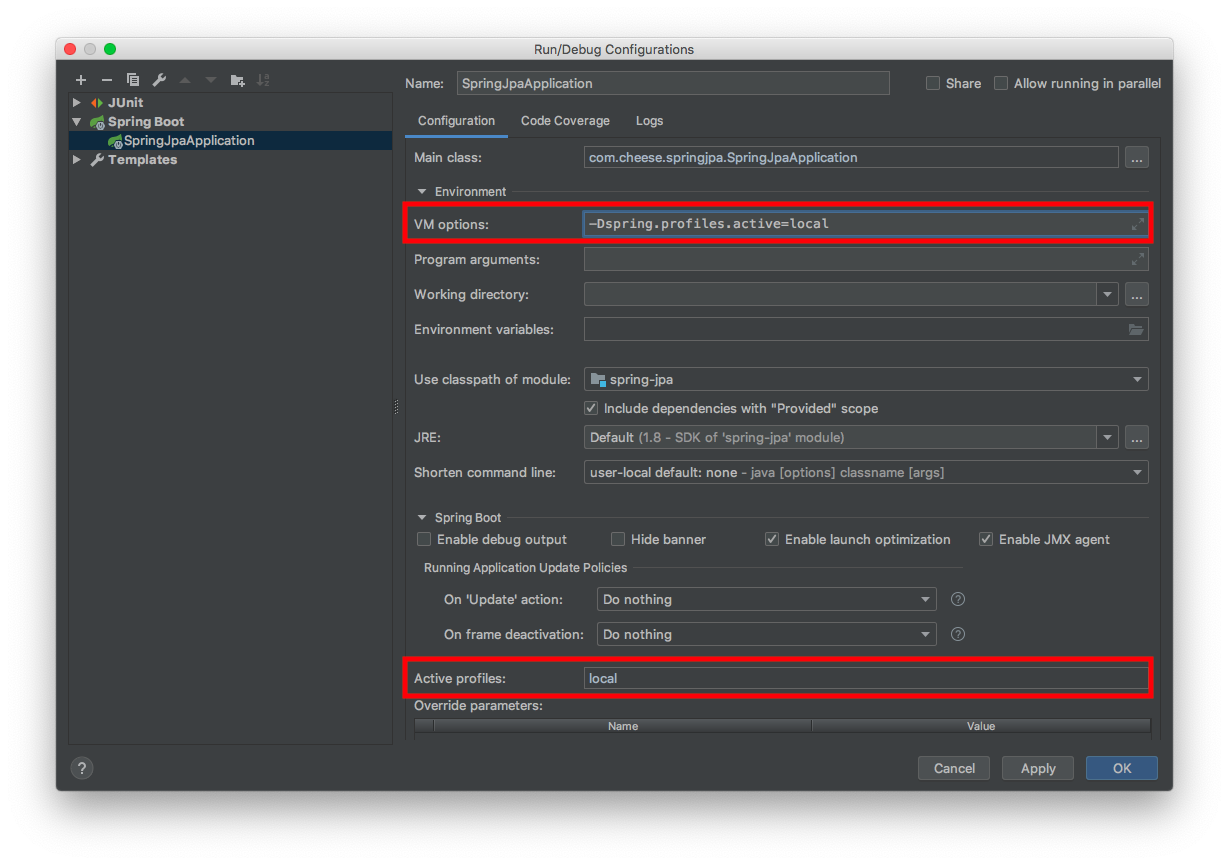 Run/Debug Configurations
Name: SpringJpaApplication Share Allow running in parallel
JUnit
Spring Boot
SpringJpaApplication
Templates
Configuration Code Coverage Logs
Main class: com.cheese.springjpa.SpringJpaApplication ...
Environment
VM options: –Dspring.profiles.active=local
Program arguments:
Working directory: ...
Environment variables:
Use classpath of module: spring-jpa
Include dependencies with "Provided" scope
JRE: Default (1.8 - SDK of 'spring-jpa' module) ...
Shorten command line: user-local default: none - java [options] classname [args]
Spring Boot
Enable debug output Hide banner Enable launch optimization Enable JMX agent
Running Application Update Policies
On 'Update' action: Do nothing ?
On frame deactivation: Do nothing ?
Active profiles: local
Override parameters:
Name Value
? Cancel Apply OK